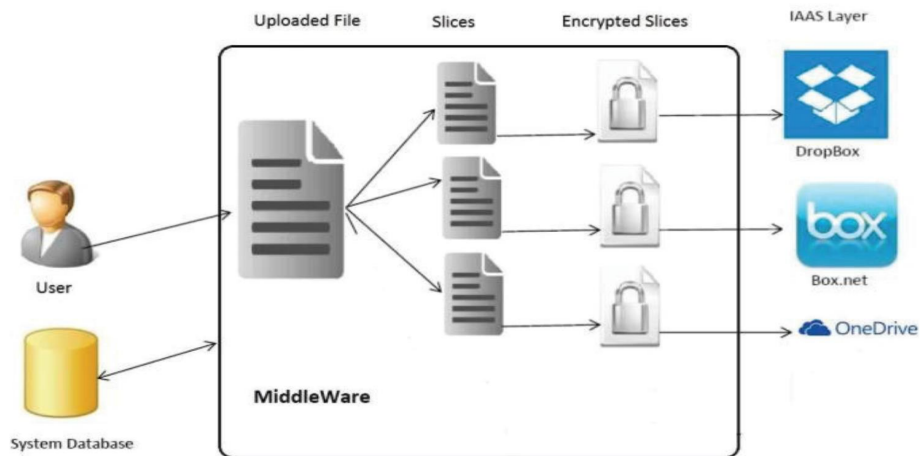 Uploaded File
Slices
Encrypted Slices
IAAS Layer
DropBox
box
User
Box.net
OneDrive
MiddleWare
System Database